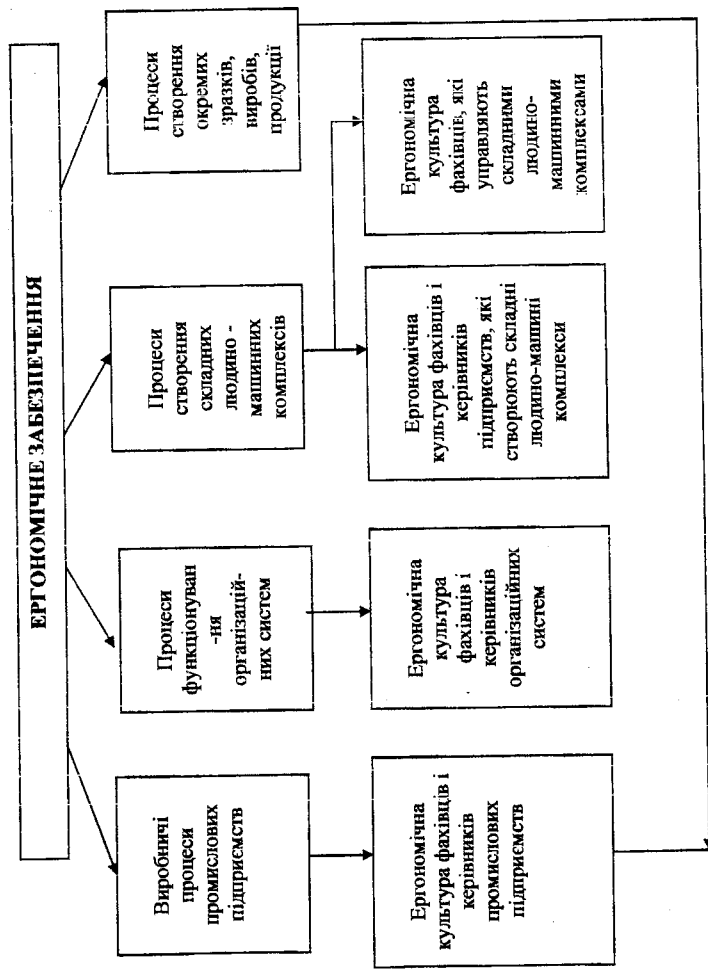 ЕРГОНОМІЧНЕ ЗАБЕЗПЕЧЕННЯ
Виробничі
процеси
промислових
підприємств
Процеси
функціонуван
-ня
організацій-
них систем
Процеси
створення
складних
людино -
машинних
комплексів
Процеси
створення
окремих
зразків,
виробів,
продукції
Ергономічна
культура фахівців і
керівників
промислових
підприємств
Ергономічна
культура
фахівців і
керівників
організаційних
систем
Ергономічна
культура фахівців і
керівників
підприємств, які
створюють складні
людино-машині
комплекси
Ергономічна
культура
фахівців, які
управляють
складними
людино-
машинними
комплексами